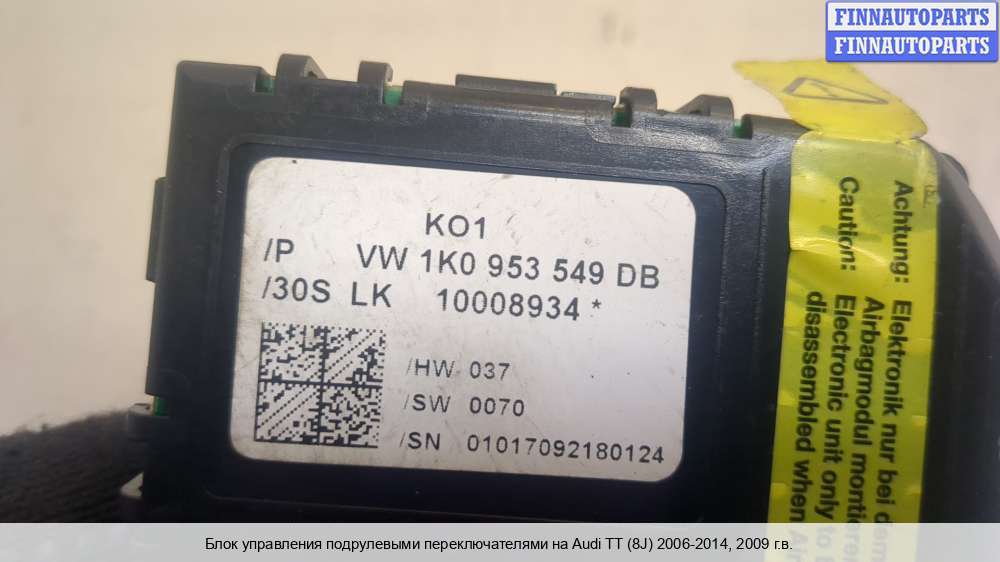 FINNAUTOPARTS
FINNAUTOPARTS
KO1
/P VW 1K0 953 549 DB
/30S LK 10008934 *
/HW 037
/SW 0070
/SN 01017092180124
Achtung: Elektronik nur bei
Airbagmodul
Caution: Electronic unit only to
disassembled when
Блок управления подрулевыми переключателями на Audi TT (8J) 2006-2014, 2009 г.в.